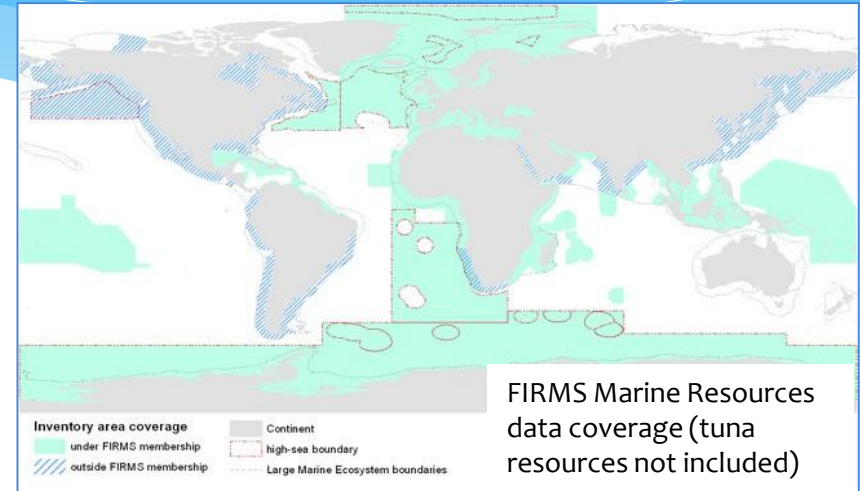 Inventory area coverage
under FIRMS membership
outside FIRMS membership
Continent
high-sea boundary
Large Marine Ecosystem boundaries
FIRMS Marine Resources
data coverage (tuna
resources not included)